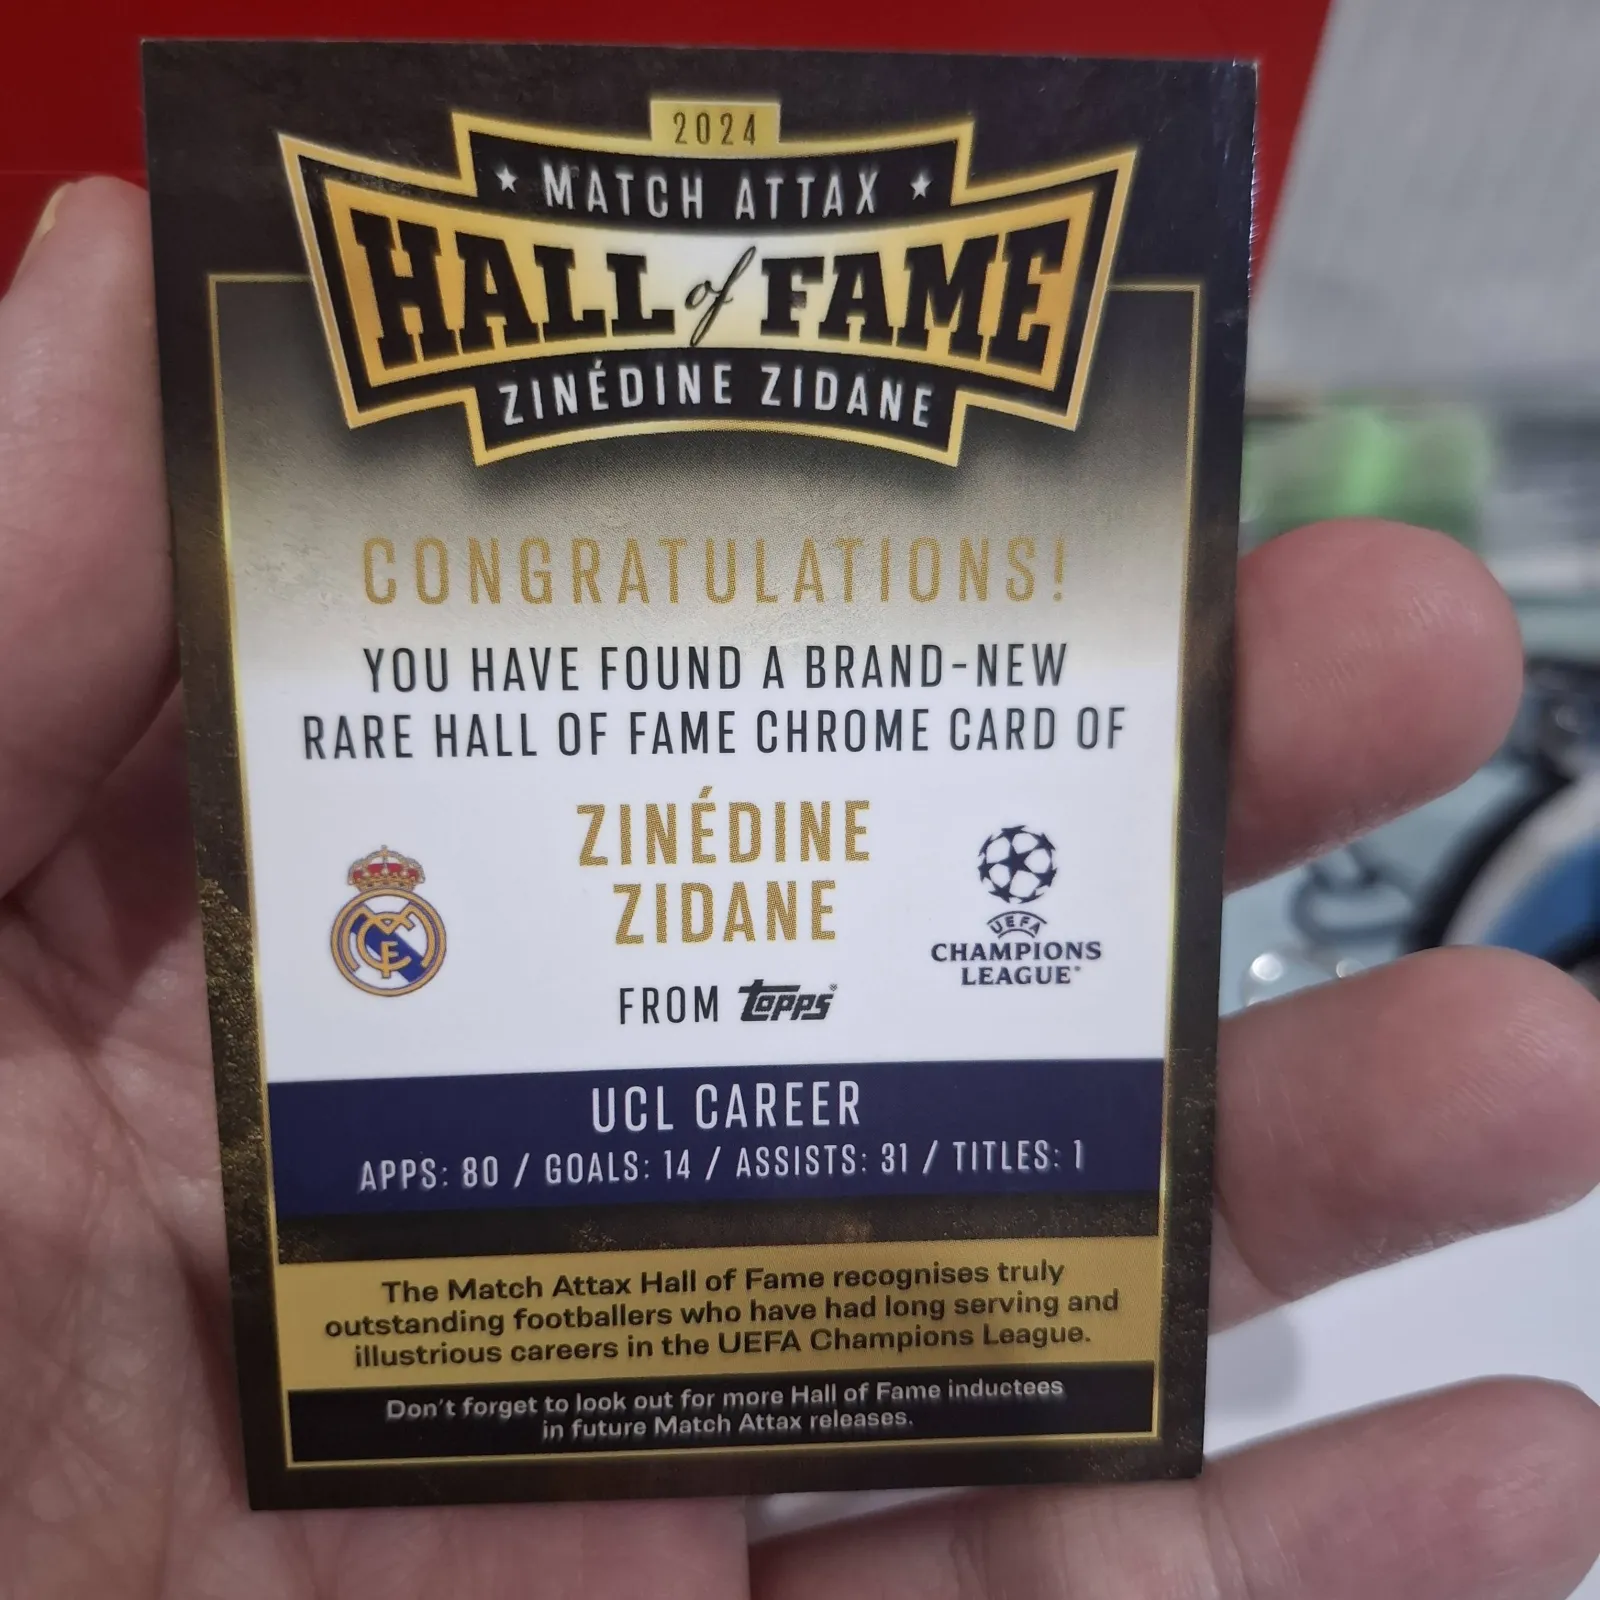 2024
★ MATCH ATTAX ★
HALL of FAME
ZINÉDINE ZIDANE
CONGRATULATIONS!
YOU HAVE FOUND A BRAND-NEW
RARE HALL OF FAME CHROME CARD OF
ZINÉDINE
ZIDANE
UEFA
CHAMPIONS
LEAGUE®
FROM Topps®
UCL CAREER
APPS: 80 / GOALS: 14 / ASSISTS: 31 / TITLES: 1
The Match Attax Hall of Fame recognises truly
outstanding footballers who have had long serving and
illustrious careers in the UEFA Champions League.
Don't forget to look out for more Hall of Fame inductees
in future Match Attax releases.